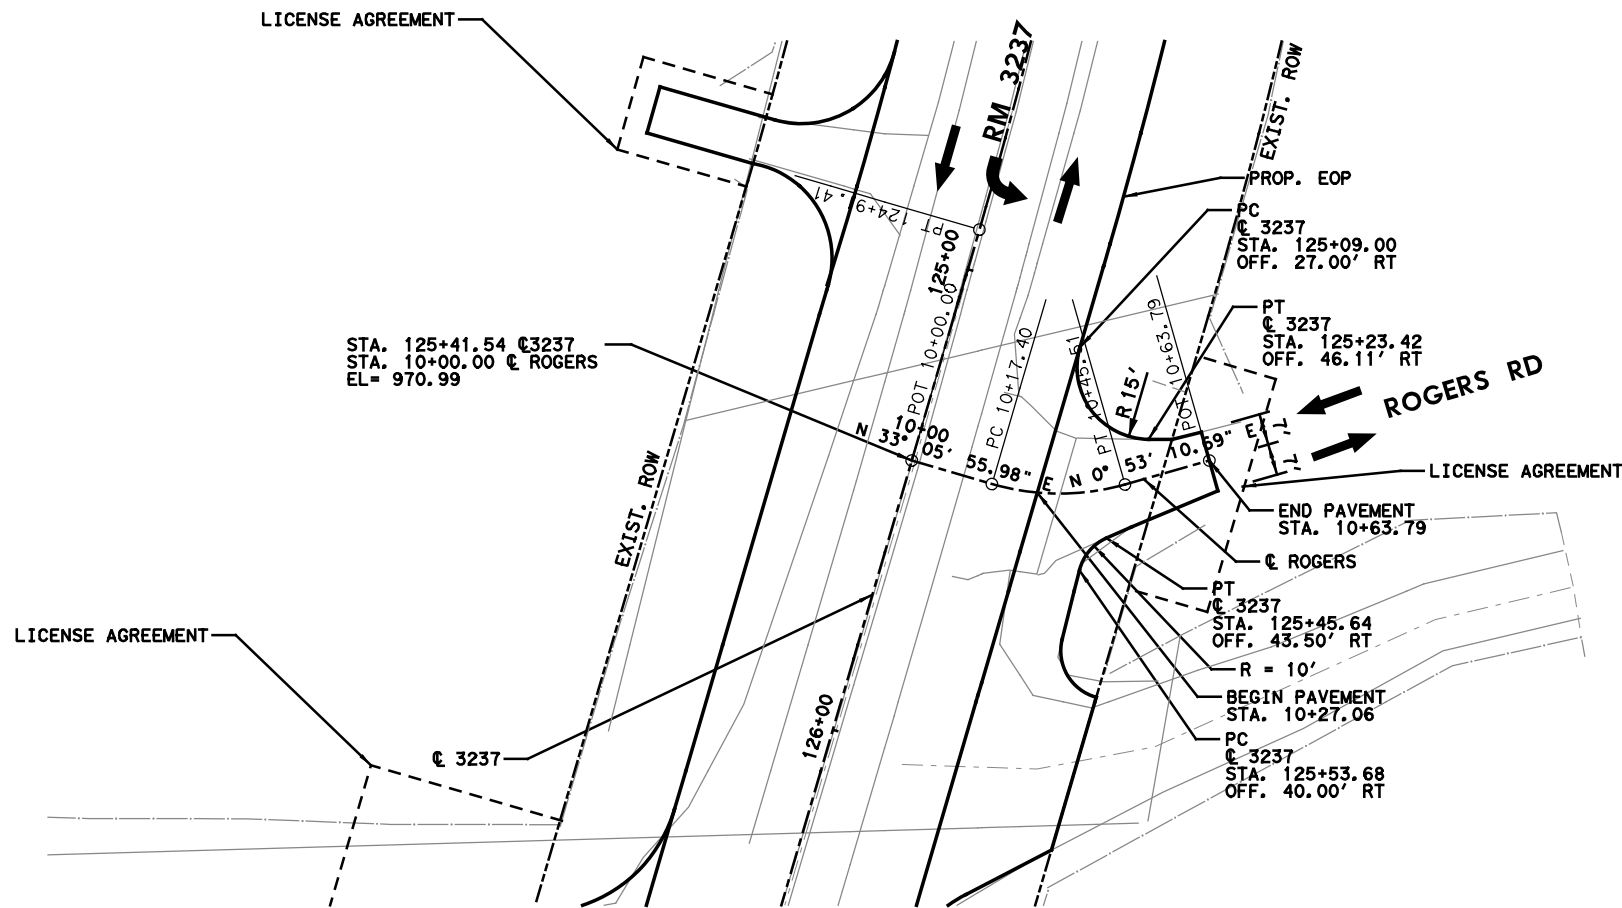 LICENSE AGREEMENT
RM 3237
EXIST. ROW
PROP. EOP
PC
℄ 3237
STA. 125+09.00
OFF. 27.00' RT
125+00
POT 10+00.00
PC 10+17.40
PT 10+45.61
POT 10+63.79
R 15'
PT
℄ 3237
STA. 125+23.42
OFF. 46.11' RT
ROGERS RD
STA. 125+41.54 ℄3237
STA. 10+00.00 ℄ ROGERS
EL= 970.99
10+00
N 33° 05' 55.98" E
N 0° 53' 10.59" E
7'
7'
LICENSE AGREEMENT
END PAVEMENT
STA. 10+63.79
EXIST. ROW
℄ ROGERS
PT
℄ 3237
STA. 125+45.64
OFF. 43.50' RT
LICENSE AGREEMENT
R = 10'
BEGIN PAVEMENT
STA. 10+27.06
126+00
℄ 3237
PC
℄ 3237
STA. 125+53.68
OFF. 40.00' RT